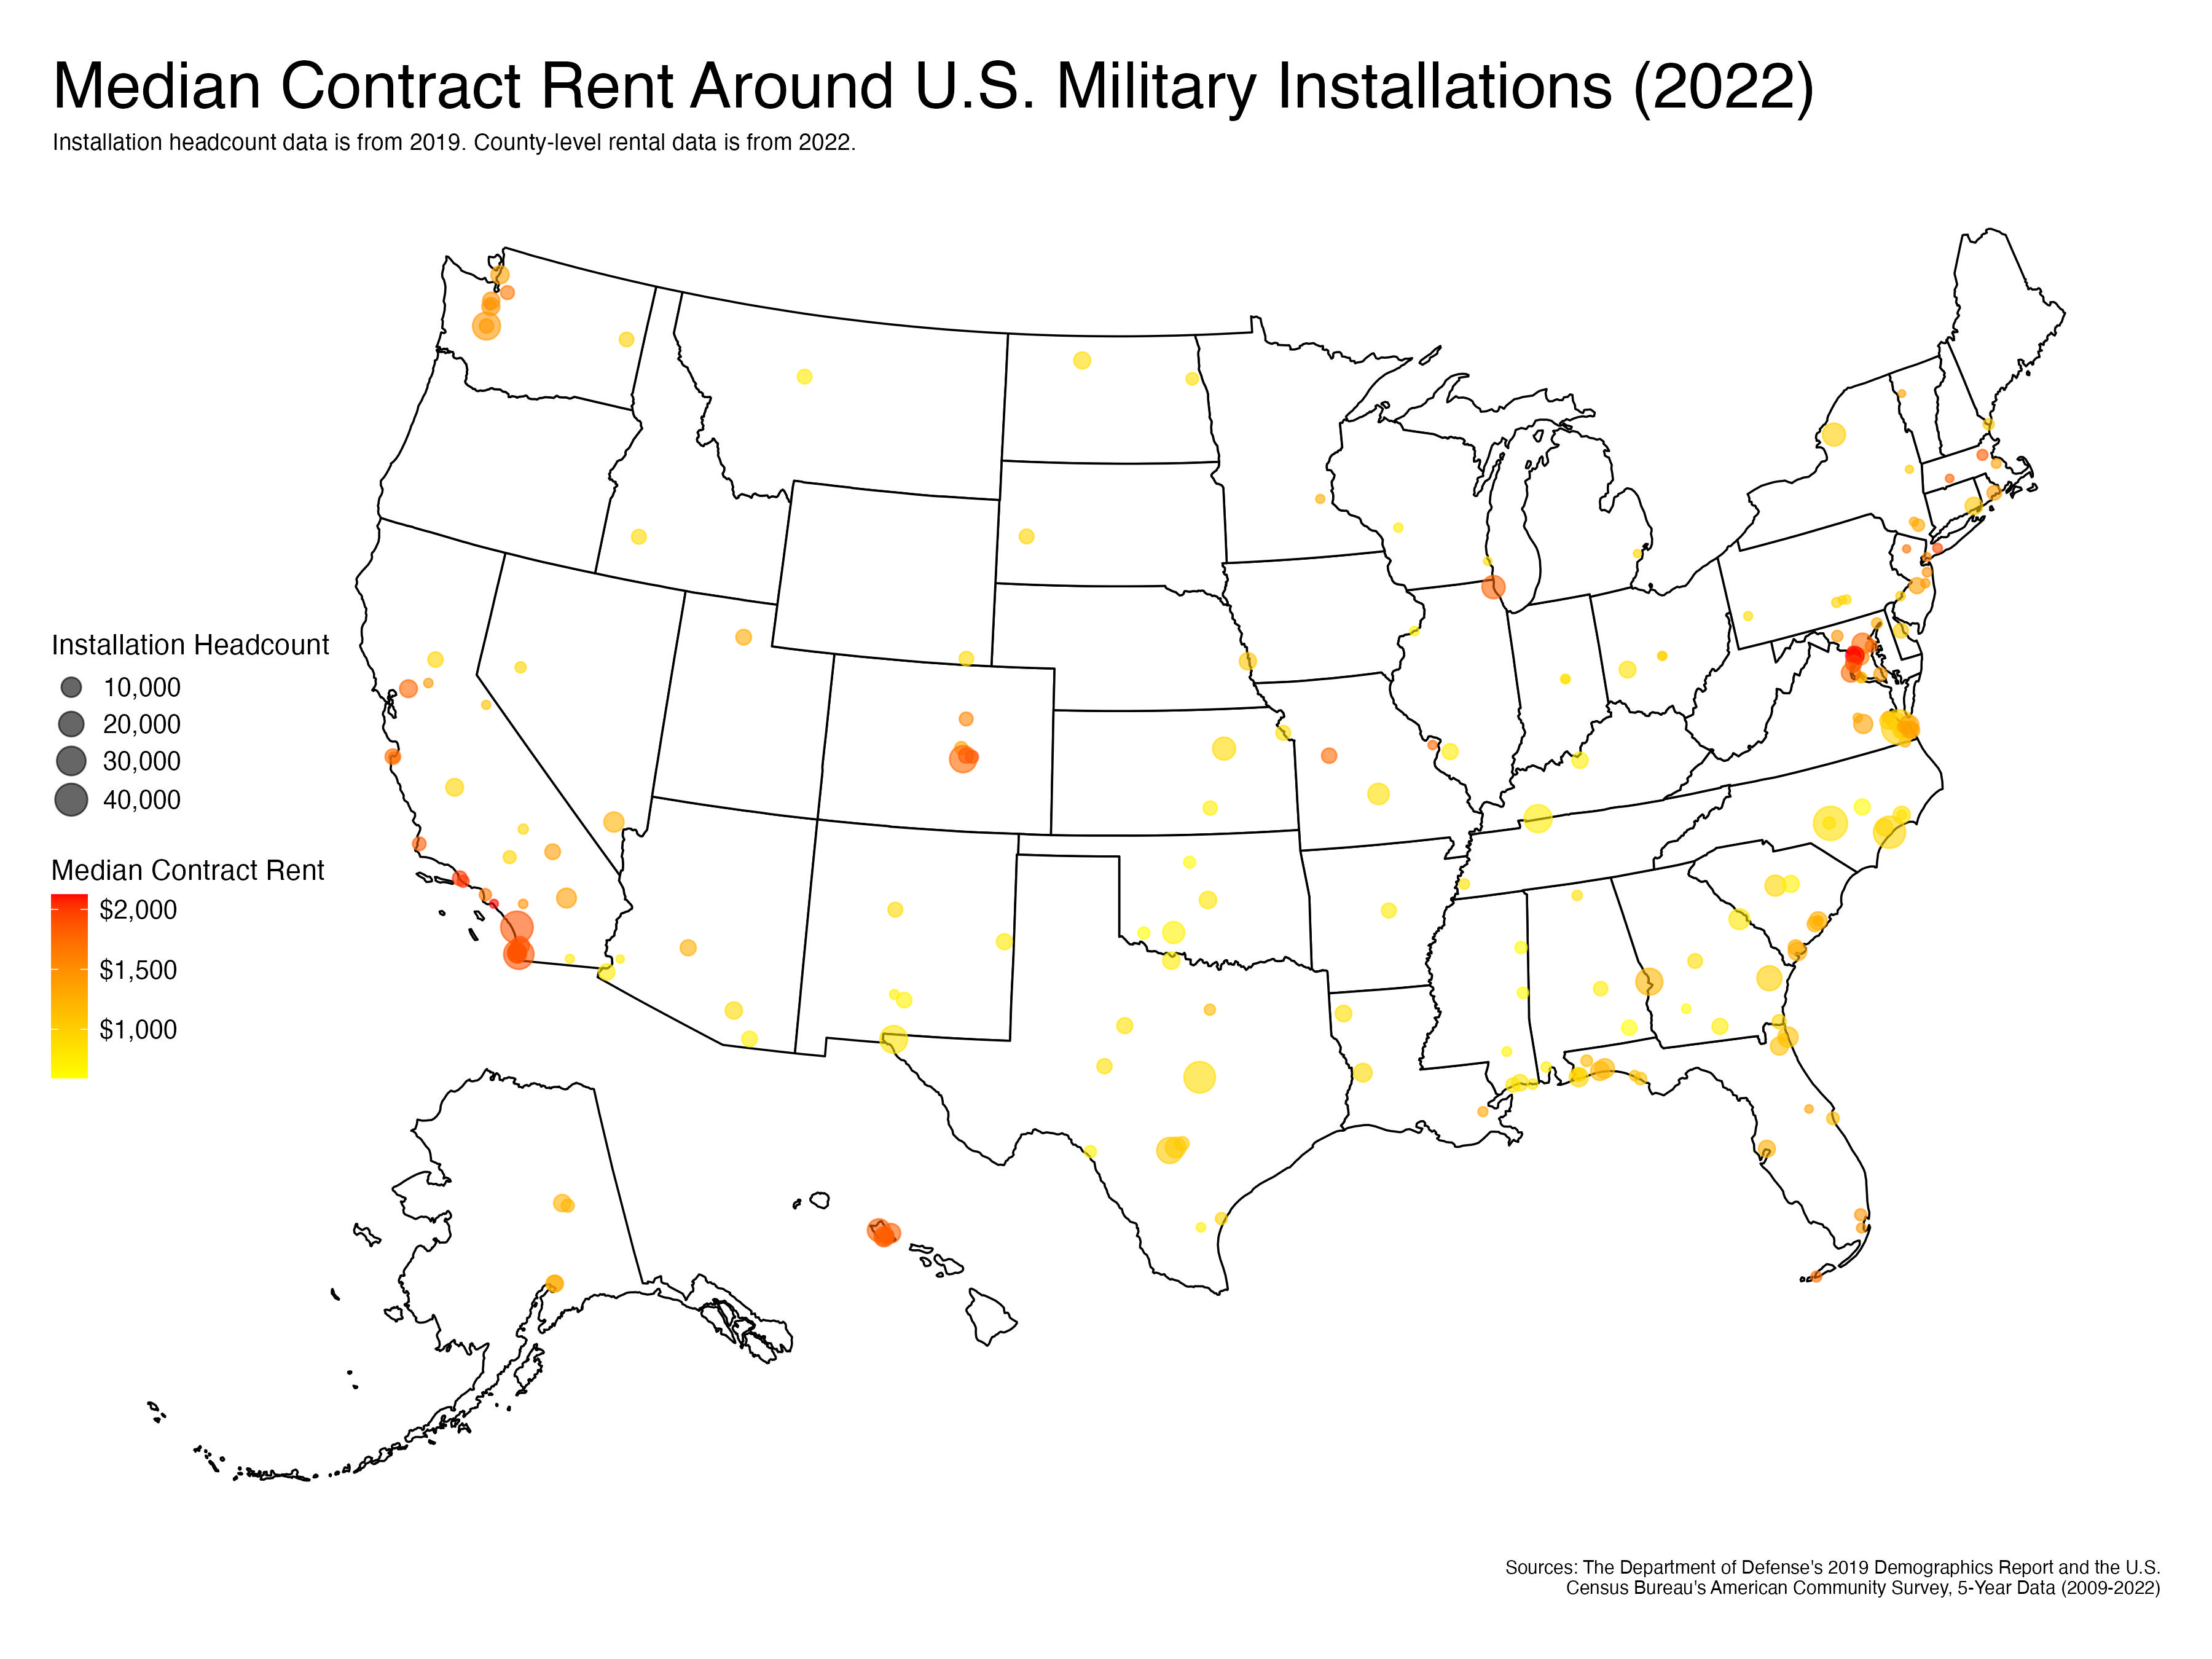 Median Contract Rent Around U.S. Military Installations (2022)
Installation headcount data is from 2019. County-level rental data is from 2022.
Installation Headcount
10,000
20,000
30,000
40,000
Median Contract Rent
$2,000
$1,500
$1,000
Sources: The Department of Defense's 2019 Demographics Report and the U.S.
Census Bureau's American Community Survey, 5-Year Data (2009-2022)